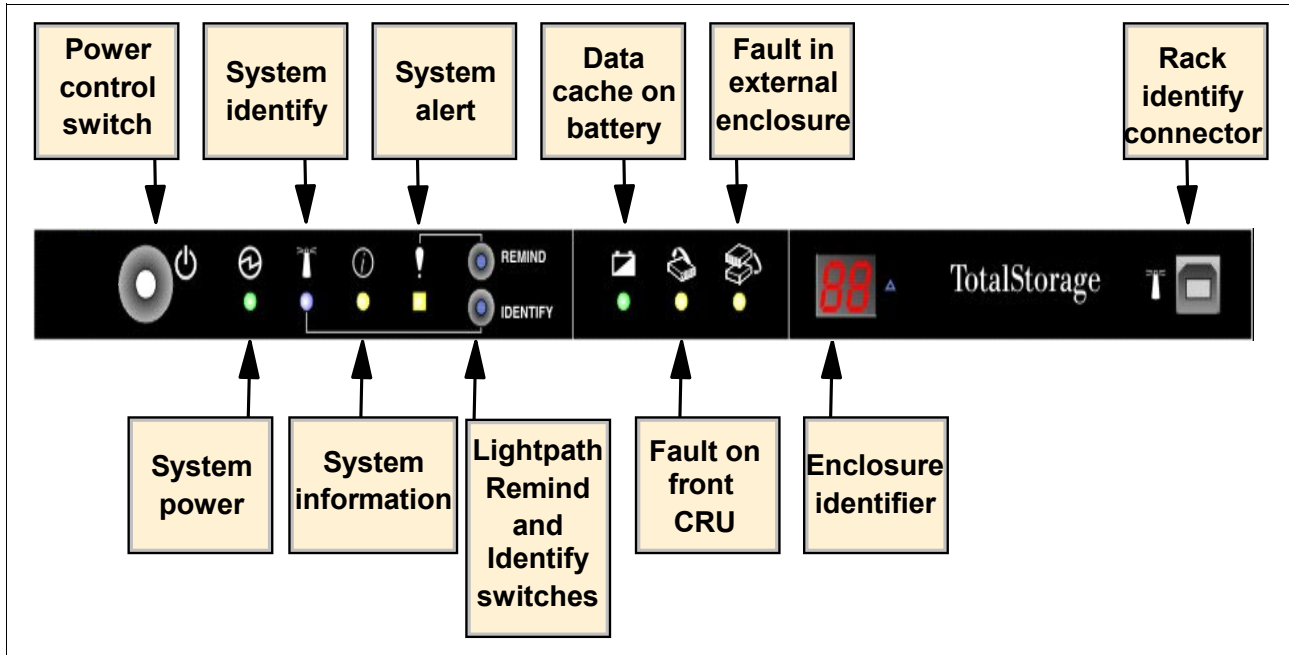 Power
control
switch
System
identify
System
alert
Data
cache on
battery
Fault in
external
enclosure
Rack
identify
connector
REMIND
IDENTIFY
88
TotalStorage
System
power
System
information
Lightpath
Remind
and
Identify
switches
Fault on
front
CRU
Enclosure
identifier